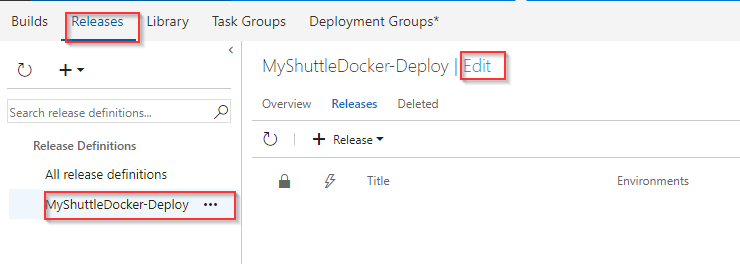 Builds Releases Library Task Groups Deployment Groups*
MyShuttleDocker-Deploy | Edit
Search release definitions...
Overview Releases Deleted
Release Definitions
+ Release
All release definitions
Title Environments
MyShuttleDocker-Deploy ...